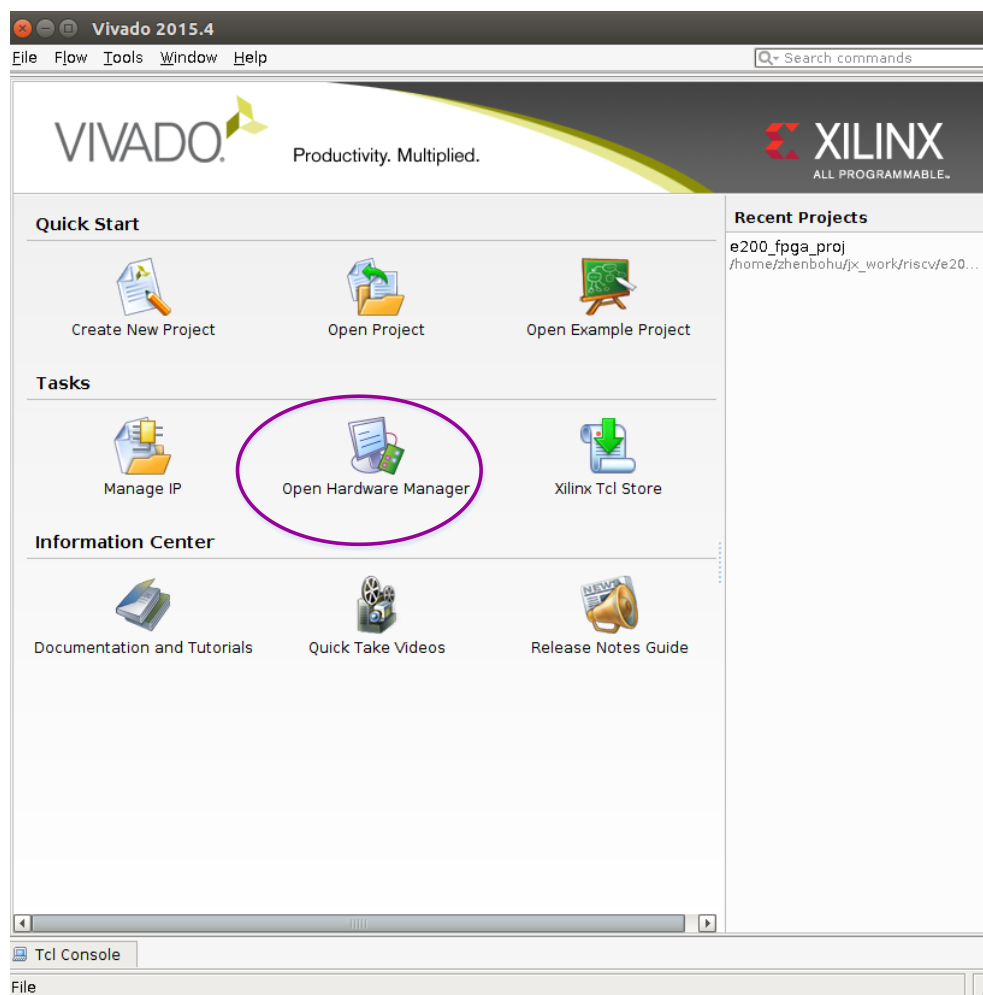 Vivado 2015.4
File Flow Tools Window Help
Search commands
VIVADO.
Productivity. Multiplied.
XILINX
ALL PROGRAMMABLE™
Quick Start
Recent Projects
e200_fpga_proj
/home/zhenbohu/jx_work/riscv/e20...
Create New Project
Open Project
Open Example Project
Tasks
Manage IP
Open Hardware Manager
Xilinx Tcl Store
Information Center
NEWS
Documentation and Tutorials
Quick Take Videos
Release Notes Guide
Tcl Console
File